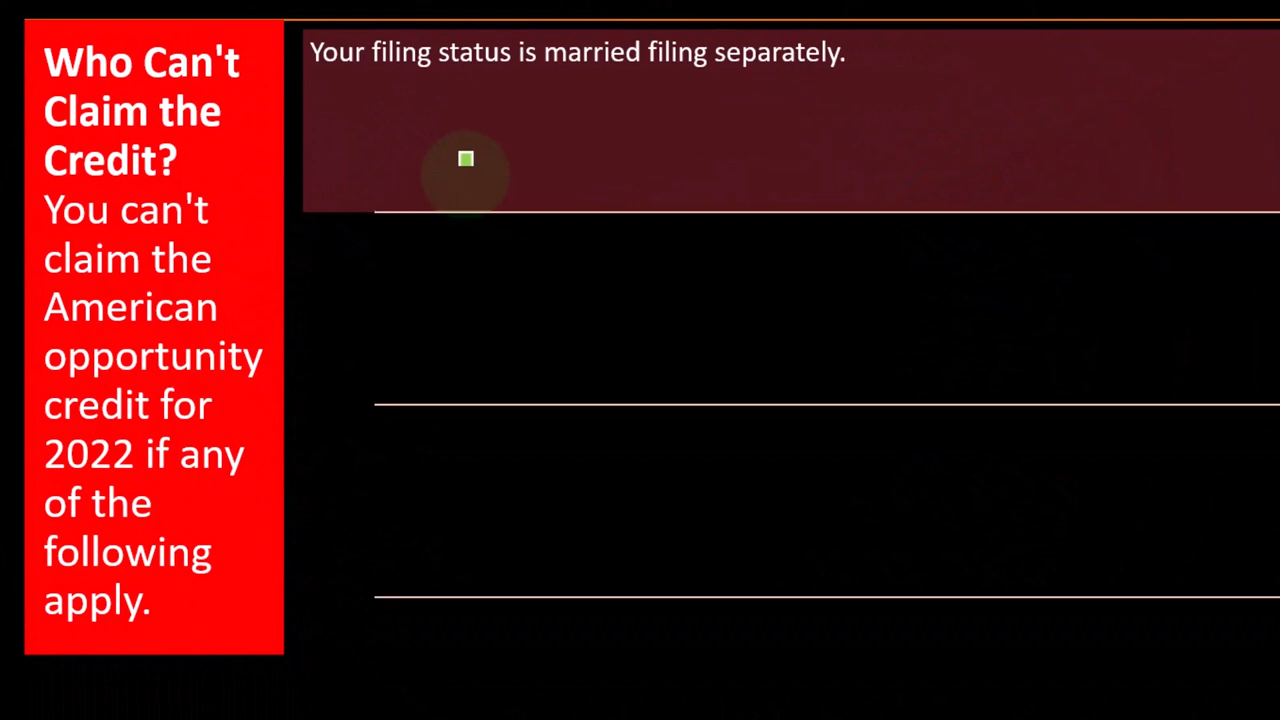 Who Can't
Claim the
Credit?
You can't
claim the
American
opportunity
credit for
2022 if any
of the
following
apply.
Your filing status is married filing separately.